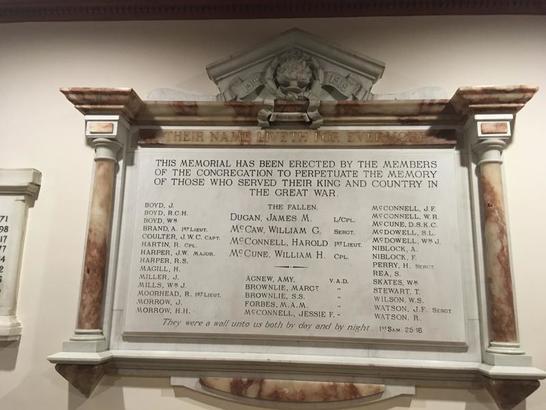 1914 1918
THEIR NAME LIVETH FOR EVERMORE
THIS MEMORIAL HAS BEEN ERECTED BY THE MEMBERS
OF THE CONGREGATION TO PERPETUATE THE MEMORY
OF THOSE WHO SERVED THEIR KING AND COUNTRY IN
THE GREAT WAR.
BOYD, J.
BOYD, R.C.H.
BOYD, Wᴹ
BRAND, A. 1ST LIEUT.
COULTER, J.W.C. CAPT.
HARTIN, R. CPL.
HARPER, J.W. MAJOR.
HARPER, R.S.
MAGILL, H.
MILLER, J.
MILLS, Wᴹ J.
MOORHEAD, R. 1ST LIEUT.
MORROW, J.
MORROW, H.H.
THE FALLEN.
DUGAN, JAMES M. L/CPL.
McCAW, WILLIAM G. SERGT.
McCONNELL, HAROLD 1ST LIEUT.
McCUNE, WILLIAM H. CPL.
AGNEW, AMY, V.A.D.
BROWNLIE, MARGT "
BROWNLIE, S.S. "
FORBES, M.A.M. "
McCONNELL, JESSIE F. "
McCONNELL, J.F.
McCONNELL, W.R.
McCUNE, D.S.K.C.
McDOWELL, S.L.
McDOWELL, Wᴹ J.
NIBLOCK, A.
NIBLOCK, F.
PERRY, H. SERGT
REA, S.
SKATES, Wᴹ
STEWART, T.
WILSON, W.S.
WATSON, J.F. SERGT
WATSON, R.
They were a wall unto us both by day and by night. 1ST SAM. 25·16
71
98
17